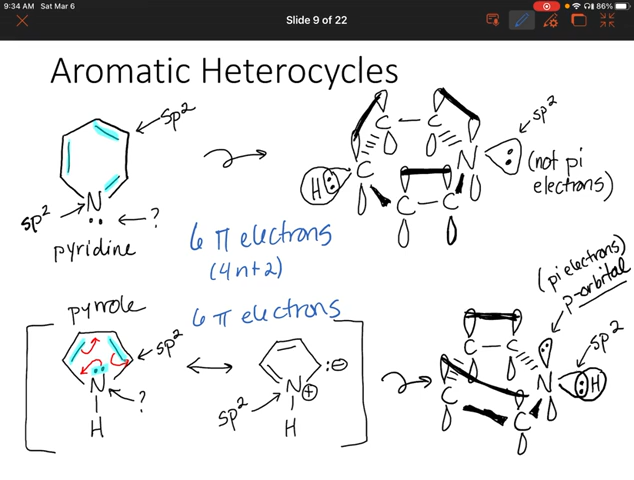 9:34 AM Sat Mar 6
86%
Slide 9 of 22
Aromatic Heterocycles
sp²
N
sp²
?
pyridine
6 π electrons
(4n+2)
C C
C N
H
C C
sp²
(not pi
electrons)
pyrrole
6 π electrons
sp²
N
?
H
N
sp²
H
(pi electrons)
p-orbital
sp²
C C
C N H
C